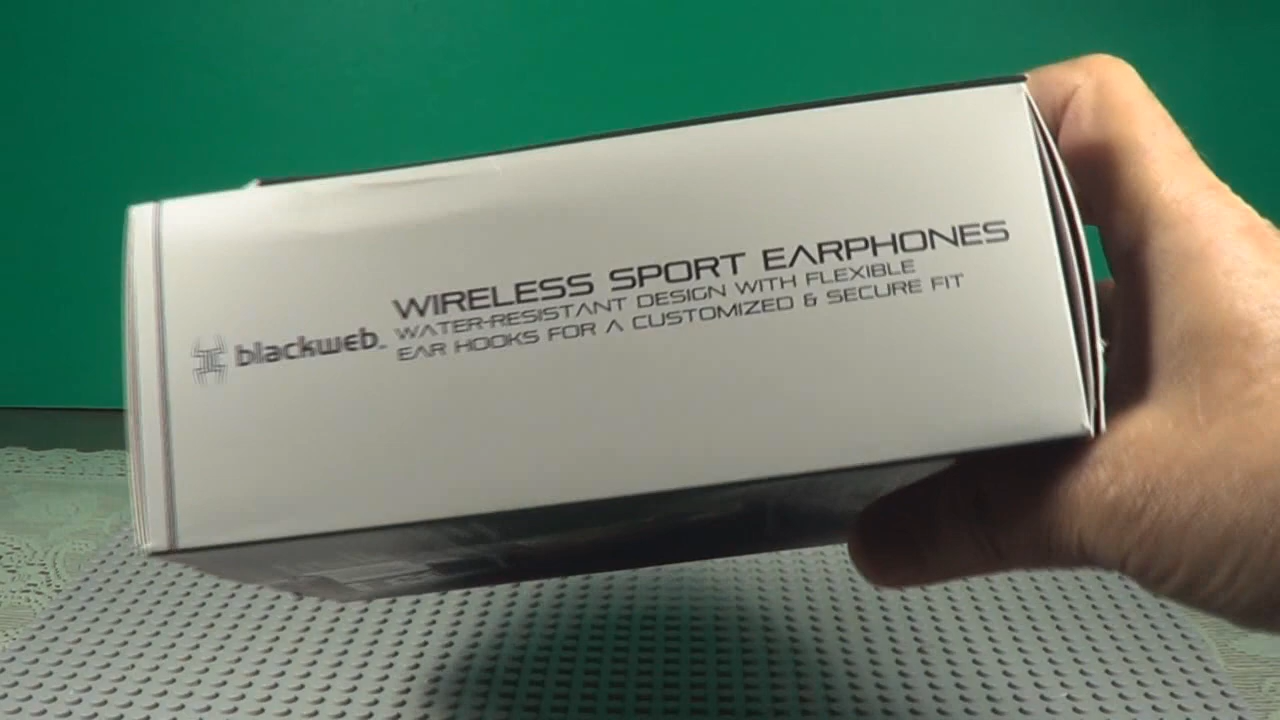 blackweb
WIRELESS SPORT EARPHONES
WATER-RESISTANT DESIGN WITH FLEXIBLE
EAR HOOKS FOR A CUSTOMIZED & SECURE FIT